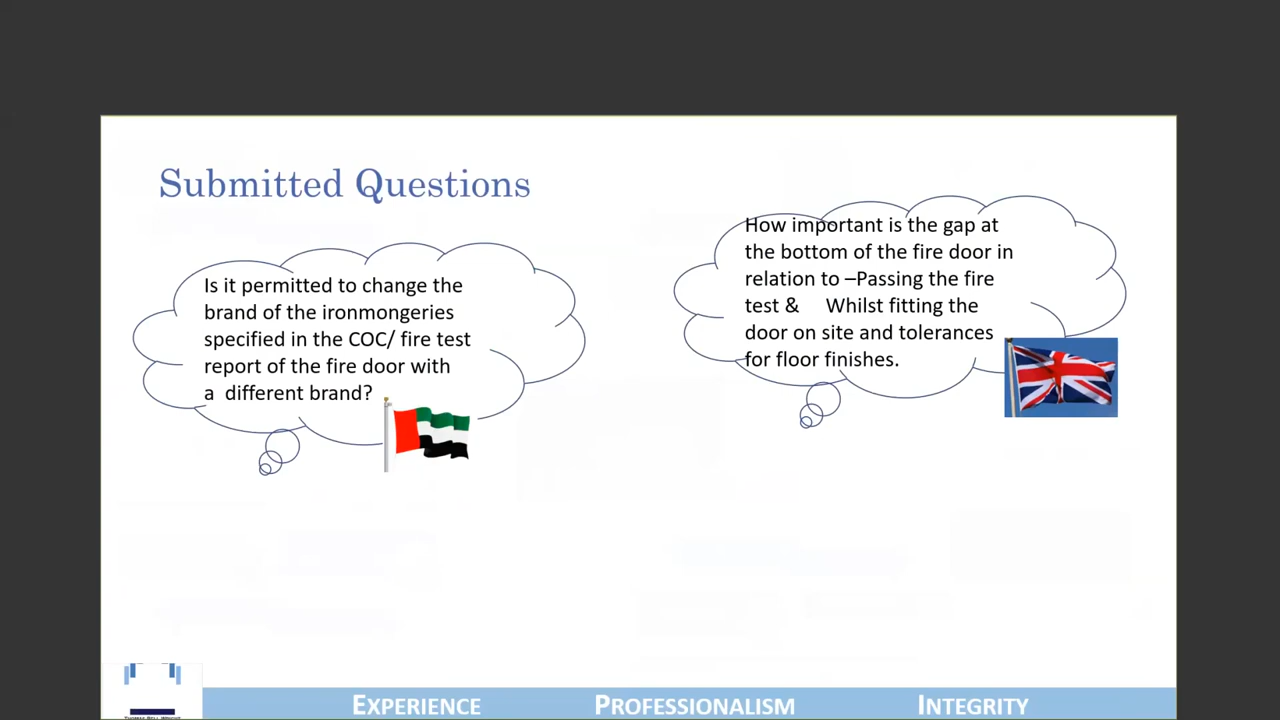 Submitted Questions
Is it permitted to change the
brand of the ironmongeries
specified in the COC/ fire test
report of the fire door with
a  different brand?
How important is the gap at
the bottom of the fire door in
relation to –Passing the fire
test &     Whilst fitting the
door on site and tolerances
for floor finishes.
EXPERIENCE
PROFESSIONALISM
INTEGRITY